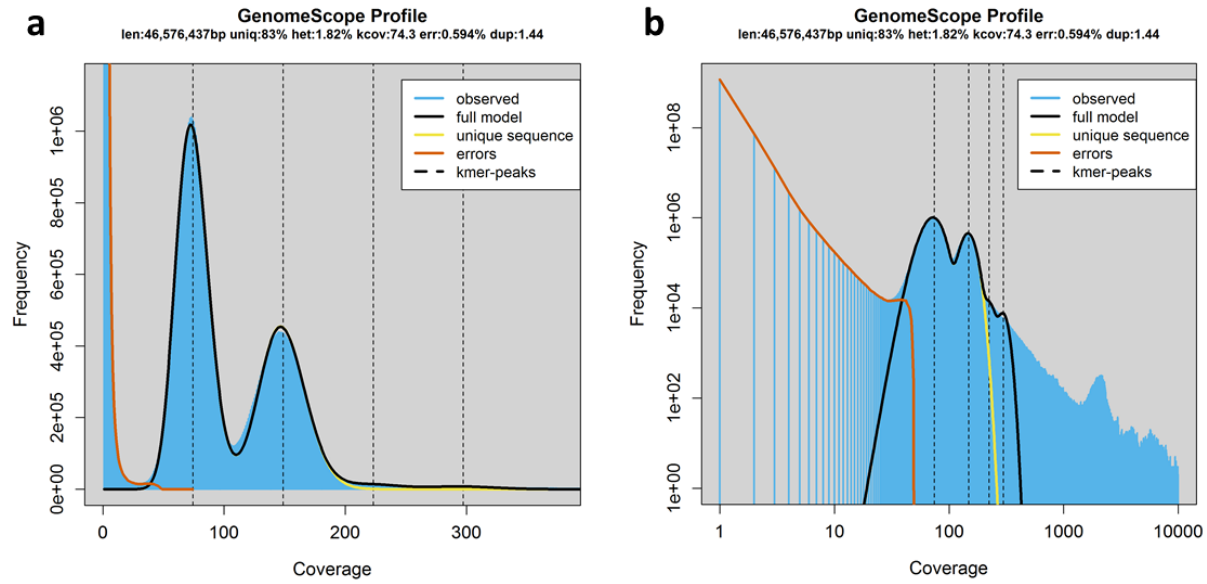 a
GenomeScope Profile
len:46,576,437bp uniq:83% het:1.82% kcov:74.3 err:0.594% dup:1.44
observed
full model
unique sequence
errors
kmer-peaks
Frequency
0e+00
2e+05
4e+05
6e+05
8e+05
1e+06
0
100
200
300
Coverage
b
GenomeScope Profile
len:46,576,437bp uniq:83% het:1.82% kcov:74.3 err:0.594% dup:1.44
observed
full model
unique sequence
errors
kmer-peaks
Frequency
1e+00
1e+02
1e+04
1e+06
1e+08
1
10
100
1000
10000
Coverage